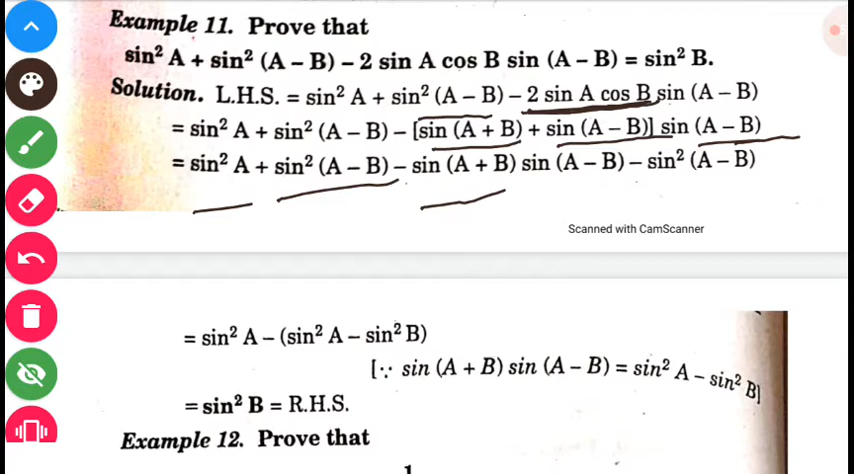 Example 11. Prove that
sin² A + sin² (A – B) – 2 sin A cos B sin (A – B) = sin² B.
Solution. L.H.S. = sin² A + sin² (A – B) – 2 sin A cos B sin (A – B)
= sin² A + sin² (A – B) – [sin (A + B) + sin (A – B)] sin (A – B)
= sin² A + sin² (A – B) – sin (A + B) sin (A – B) – sin² (A – B)
Scanned with CamScanner
= sin² A – (sin² A – sin² B)
[∵ sin (A + B) sin (A – B) = sin² A – sin² B]
= sin² B = R.H.S.
Example 12. Prove that